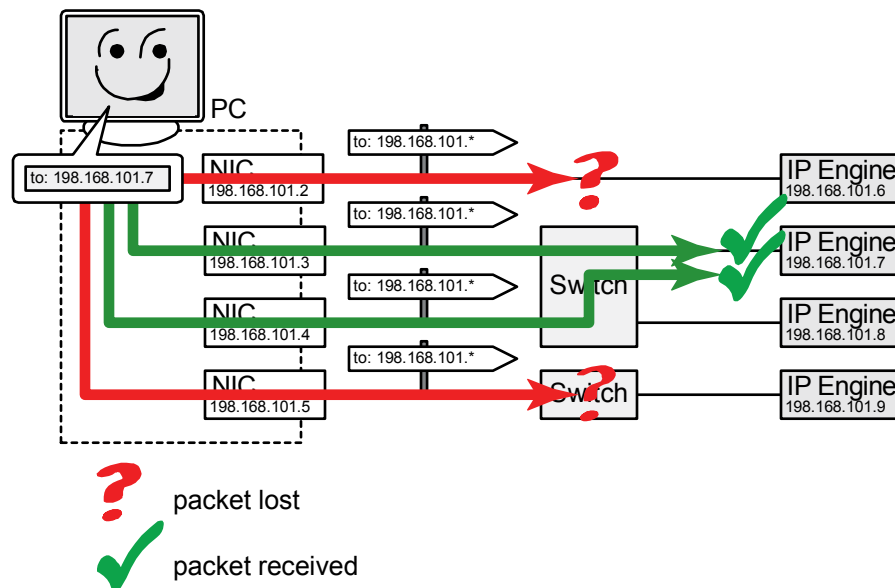 PC
to: 198.168.101.7
NIC
198.168.101.2
to: 198.168.101.*
IP Engine
198.168.101.6
NIC
198.168.101.3
to: 198.168.101.*
IP Engine
198.168.101.7
Switch
NIC
198.168.101.4
to: 198.168.101.*
IP Engine
198.168.101.8
NIC
198.168.101.5
to: 198.168.101.*
Switch
IP Engine
198.168.101.9
? packet lost
packet received